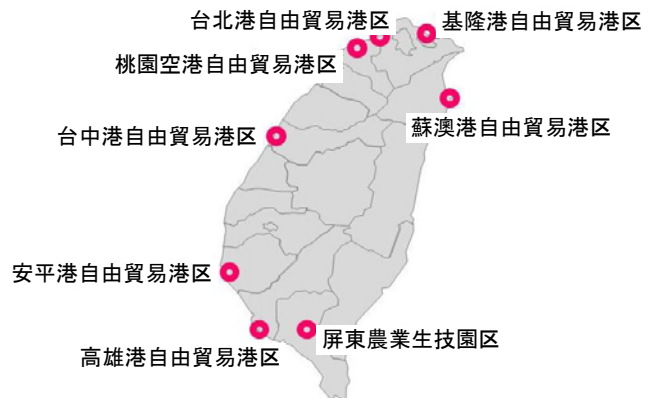 台北港自由貿易港区
基隆港自由貿易港区
桃園空港自由貿易港区
蘇澳港自由貿易港区
台中港自由貿易港区
安平港自由貿易港区
屏東農業生技園区
高雄港自由貿易港区